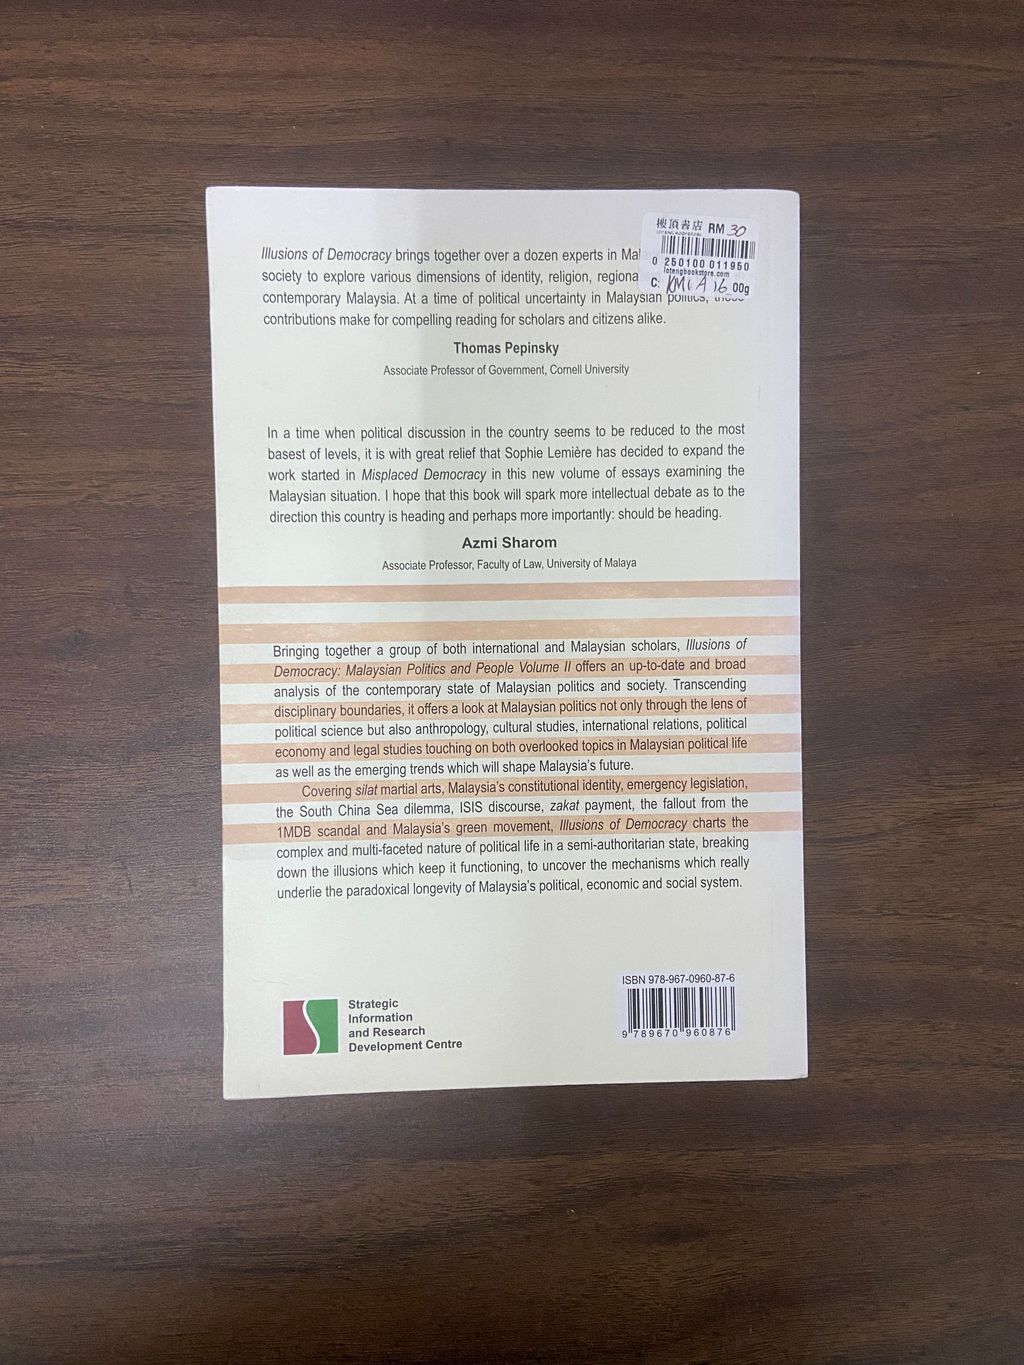 Illusions of Democracy brings together over a dozen experts in
society to explore various dimensions of identity, religion,
contemporary Malaysia. At a time of political uncertainty in Malaysian politics, these
contributions make for compelling reading for scholars and citizens alike.
Thomas Pepinsky
Associate Professor of Government, Cornell University
樓頂書店 RM 30
0 250100 011950
lotengbookstore.com
C: KM1A 16 00g
In a time when political discussion in the country seems to be reduced to the most
basest of levels, it is with great relief that Sophie Lemière has decided to expand the
work started in Misplaced Democracy in this new volume of essays examining the
Malaysian situation. I hope that this book will spark more intellectual debate as to the
direction this country is heading and perhaps more importantly: should be heading.
Azmi Sharom
Associate Professor, Faculty of Law, University of Malaya
Bringing together a group of both international and Malaysian scholars, Illusions of
Democracy: Malaysian Politics and People Volume II offers an up-to-date and broad
analysis of the contemporary state of Malaysian politics and society. Transcending
disciplinary boundaries, it offers a look at Malaysian politics not only through the lens of
political science but also anthropology, cultural studies, international relations, political
economy and legal studies touching on both overlooked topics in Malaysian political life
as well as the emerging trends which will shape Malaysia's future.
Covering silat martial arts, Malaysia's constitutional identity, emergency legislation,
the South China Sea dilemma, ISIS discourse, zakat payment, the fallout from the
1MDB scandal and Malaysia's green movement, Illusions of Democracy charts the
complex and multi-faceted nature of political life in a semi-authoritarian state, breaking
down the illusions which keep it functioning, to uncover the mechanisms which really
underlie the paradoxical longevity of Malaysia's political, economic and social system.
Strategic
Information
and Research
Development Centre
ISBN 978-967-0960-87-6
9 789670 960876